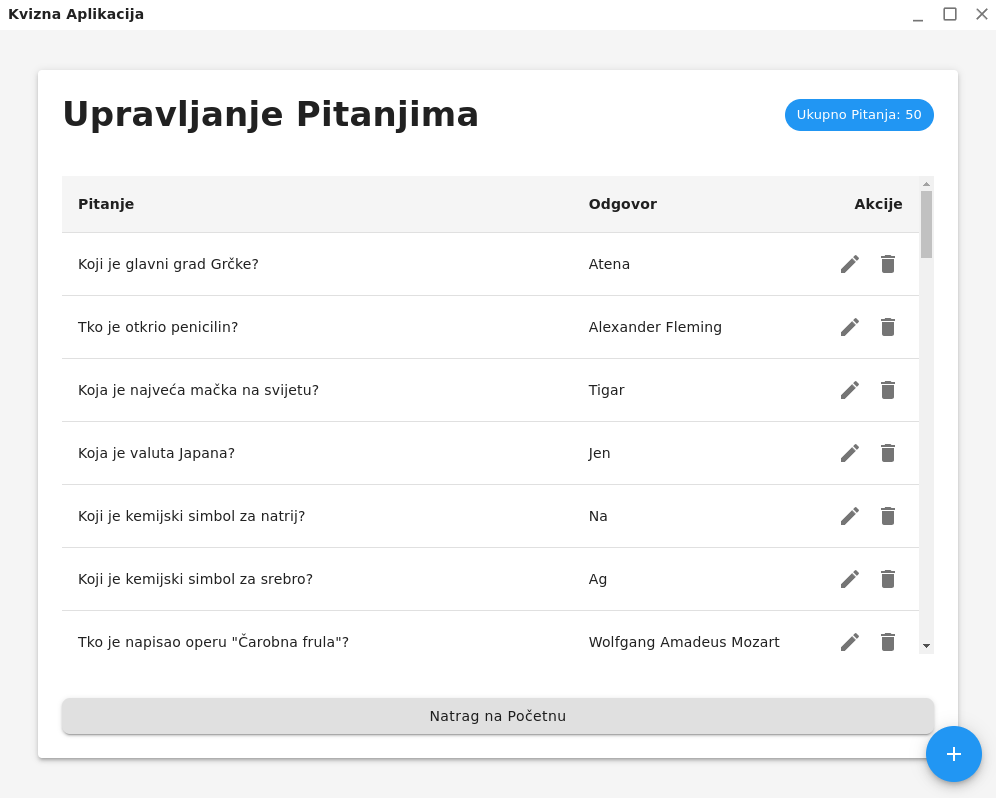 Kvizna Aplikacija
Upravljanje Pitanjima
Ukupno Pitanja: 50
Pitanje Odgovor Akcije
Koji je glavni grad Grčke? Atena
Tko je otkrio penicilin? Alexander Fleming
Koja je najveća mačka na svijetu? Tigar
Koja je valuta Japana? Jen
Koji je kemijski simbol za natrij? Na
Koji je kemijski simbol za srebro? Ag
Tko je napisao operu "Čarobna frula"? Wolfgang Amadeus Mozart
Natrag na Početnu